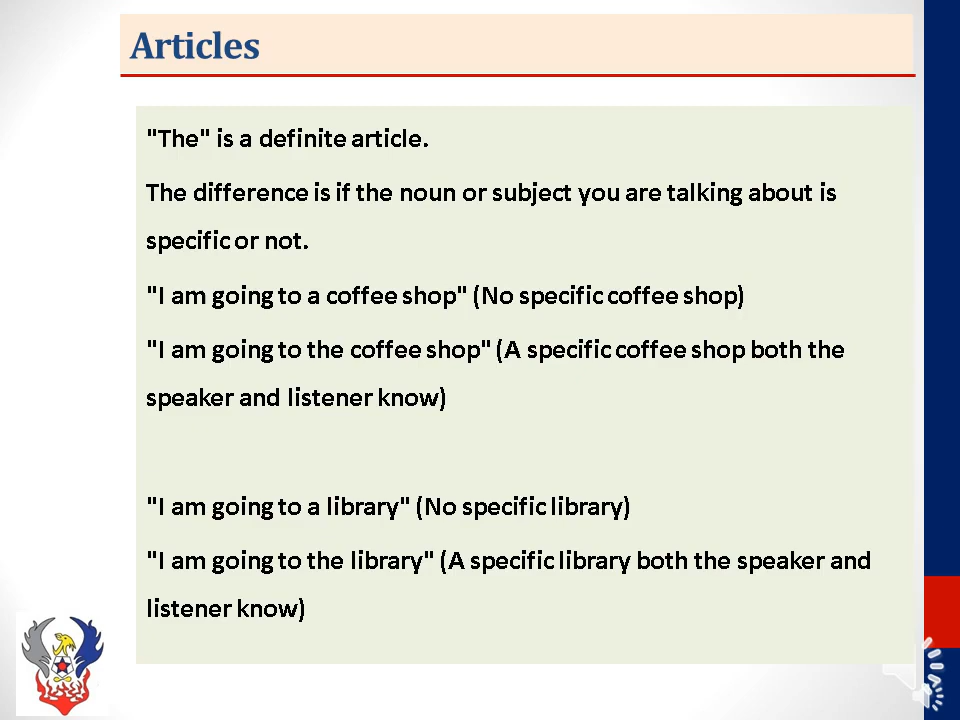 Articles
"The" is a definite article.
The difference is if the noun or subject you are talking about is
specific or not.
"I am going to a coffee shop" (No specific coffee shop)
"I am going to the coffee shop" (A specific coffee shop both the
speaker and listener know)
"I am going to a library" (No specific library)
"I am going to the library" (A specific library both the speaker and
listener know)